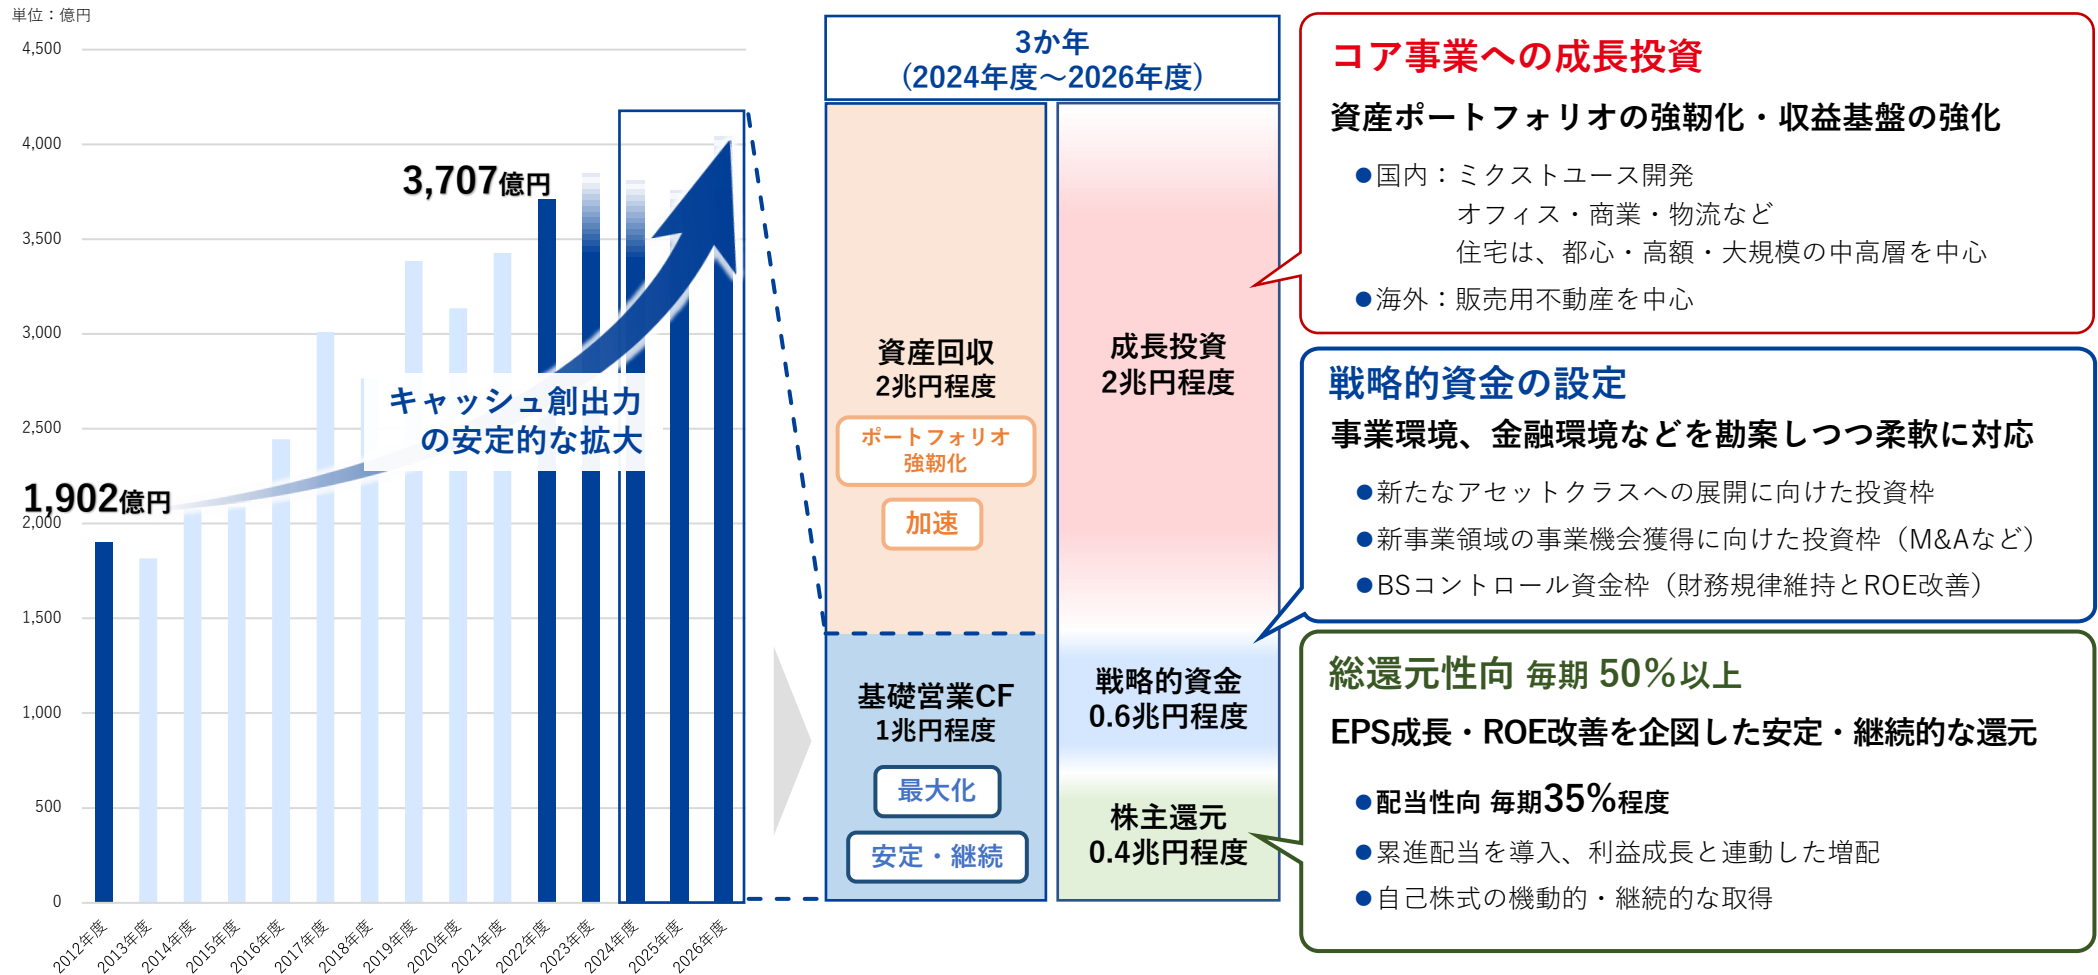 単位：億円
4,500
4,000
3,500
3,000
2,500
2,000
1,500
1,000
500
0
3,707億円
キャッシュ創出力
の安定的な拡大
1,902億円
2012年度
2013年度
2014年度
2015年度
2016年度
2017年度
2018年度
2019年度
2020年度
2021年度
2022年度
2023年度
2024年度
2025年度
2026年度
3か年
（2024年度～2026年度）
資産回収
2兆円程度
ポートフォリオ
強靭化
加速
基礎営業CF
1兆円程度
最大化
安定・継続
成長投資
2兆円程度
戦略的資金
0.6兆円程度
株主還元
0.4兆円程度
コア事業への成長投資
資産ポートフォリオの強靭化・収益基盤の強化
●国内：ミクストユース開発
オフィス・商業・物流など
住宅は、都心・高額・大規模の中高層を中心
●海外：販売用不動産を中心
戦略的資金の設定
事業環境、金融環境などを勘案しつつ柔軟に対応
●新たなアセットクラスへの展開に向けた投資枠
●新事業領域の事業機会獲得に向けた投資枠（M&Aなど）
●BSコントロール資金枠（財務規律維持とROE改善）
総還元性向 毎期 50%以上
EPS成長・ROE改善を企図した安定・継続的な還元
●配当性向 毎期35%程度
●累進配当を導入、利益成長と連動した増配
●自己株式の機動的・継続的な取得